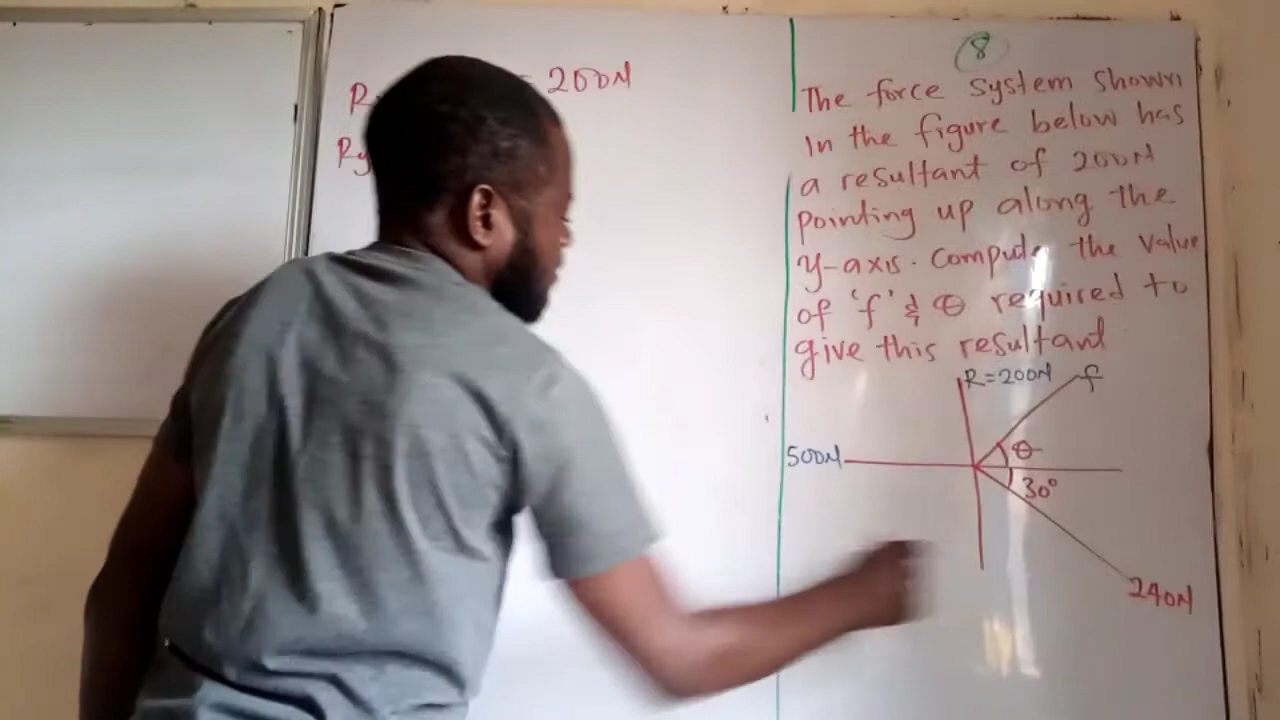 R
200N
Ry
8
The force system shown
In the figure below has
a resultant of 200N
pointing up along the
y-axis. Compute the value
of 'f' & θ required to
give this resultant
R=200N
f
500N
θ
30°
240N